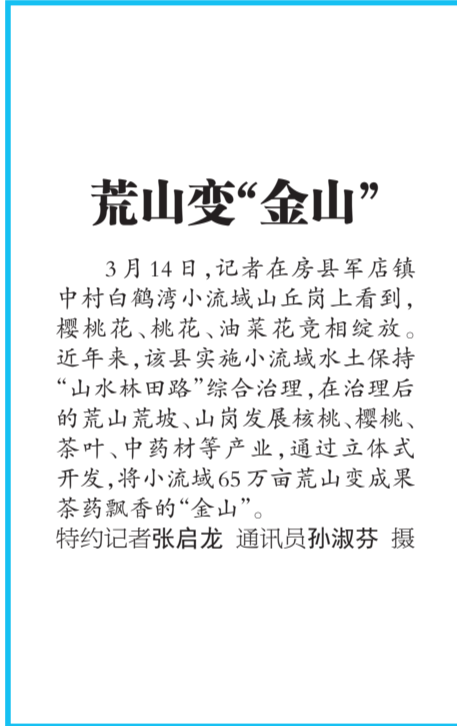 荒山变“金山”
3月14日,记者在房县军店镇
中村白鹤湾小流域山丘岗上看到,
樱桃花、桃花、油菜花竞相绽放。
近年来,该县实施小流域水土保持
“山水林田路”综合治理,在治理后
的荒山荒坡、山岗发展核桃、樱桃、
茶叶、中药材等产业,通过立体式
开发,将小流域65万亩荒山变成果
茶药飘香的“金山”。
特约记者张启龙 通讯员孙淑芬 摄